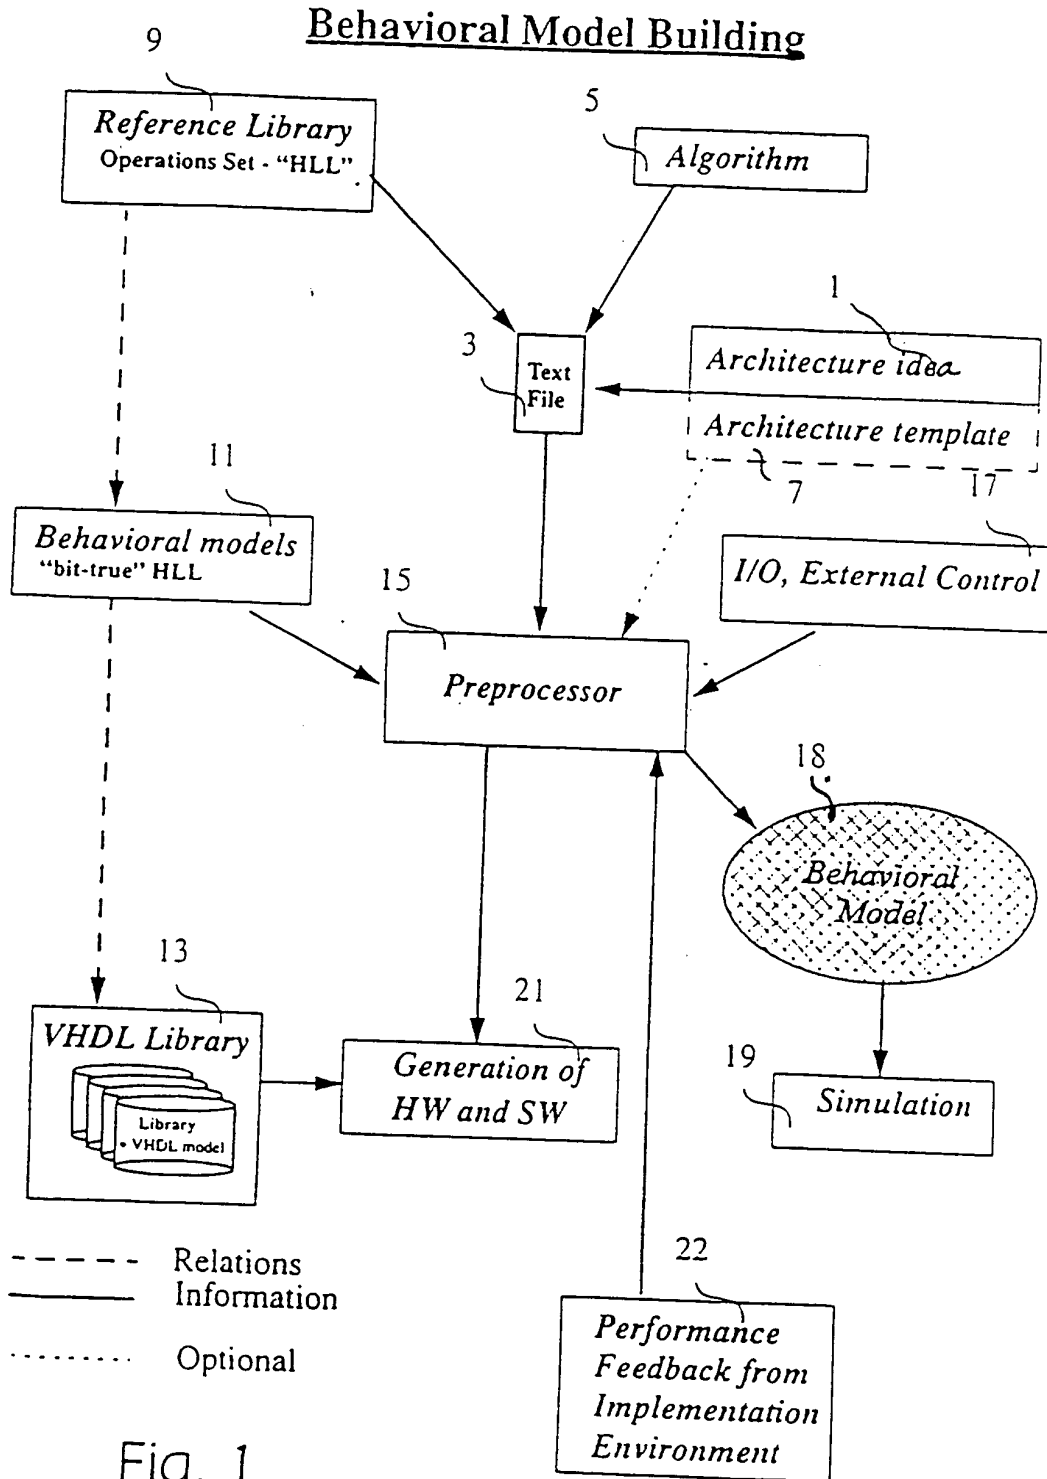 Behavioral Model Building
9
Reference Library
Operations Set - "HLL"
5
Algorithm
1
Architecture idea
3
Text
File
Architecture template
7
17
11
Behavioral models
"bit-true" HLL
I/O, External Control
15
Preprocessor
18
Behavioral
Model
13
VHDL Library
Library
• VHDL model
21
Generation of
HW and SW
19
Simulation
Relations
Information
Optional
22
Performance
Feedback from
Implementation
Environment
Fig. 1